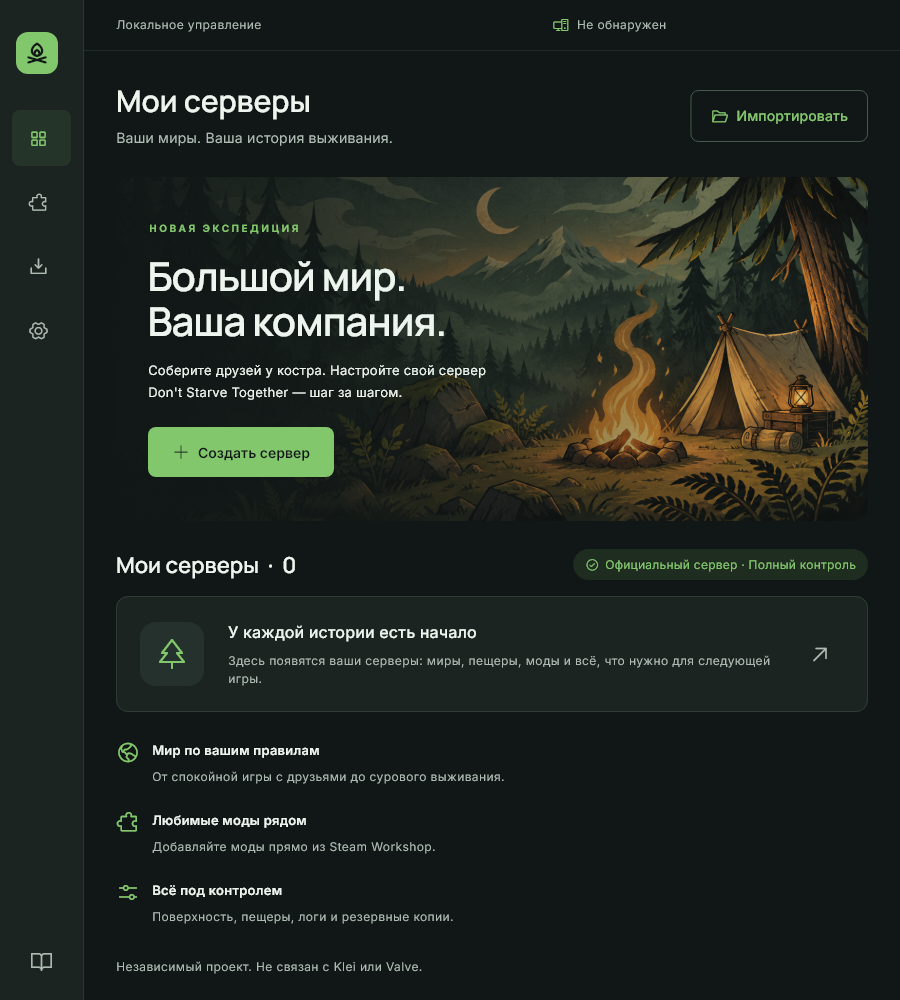 Локальное управление
Не обнаружен
Мои серверы
Ваши миры. Ваша история выживания.
Импортировать
НОВАЯ ЭКСПЕДИЦИЯ
Большой мир.
Ваша компания.
Соберите друзей у костра. Настройте свой сервер
Don't Starve Together — шаг за шагом.
Создать сервер
Мои серверы · 0
Официальный сервер · Полный контроль
У каждой истории есть начало
Здесь появятся ваши серверы: миры, пещеры, моды и всё, что нужно для следующей
игры.
Мир по вашим правилам
От спокойной игры с друзьями до сурового выживания.
Любимые моды рядом
Добавляйте моды прямо из Steam Workshop.
Всё под контролем
Поверхность, пещеры, логи и резервные копии.
Независимый проект. Не связан с Klei или Valve.